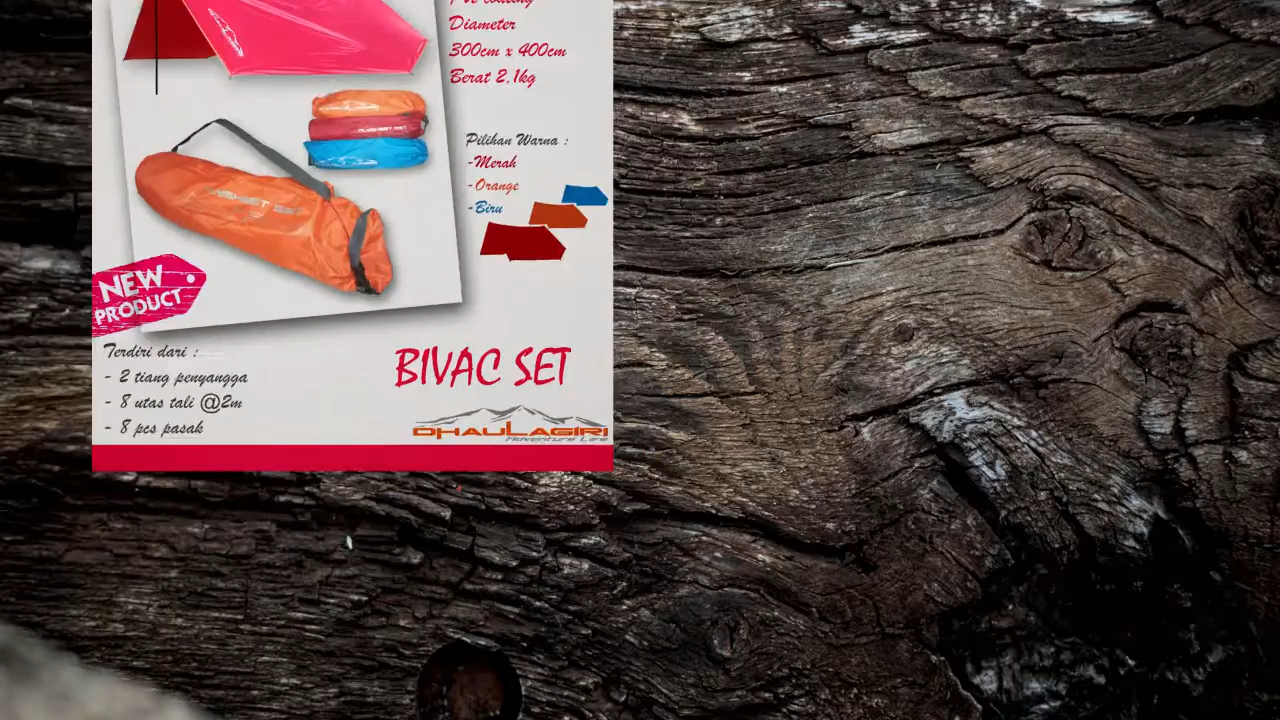 Diameter
300cm x 400cm
Berat 2,1kg
Pilihan Warna :
-Merah
-Orange
-Biru
NEW
PRODUCT
Terdiri dari :
- 2 tiang penyangga
- 8 utas tali @2m
- 8 pcs pasak
BIVAC SET
DHAULAGIRI
Adventure Life